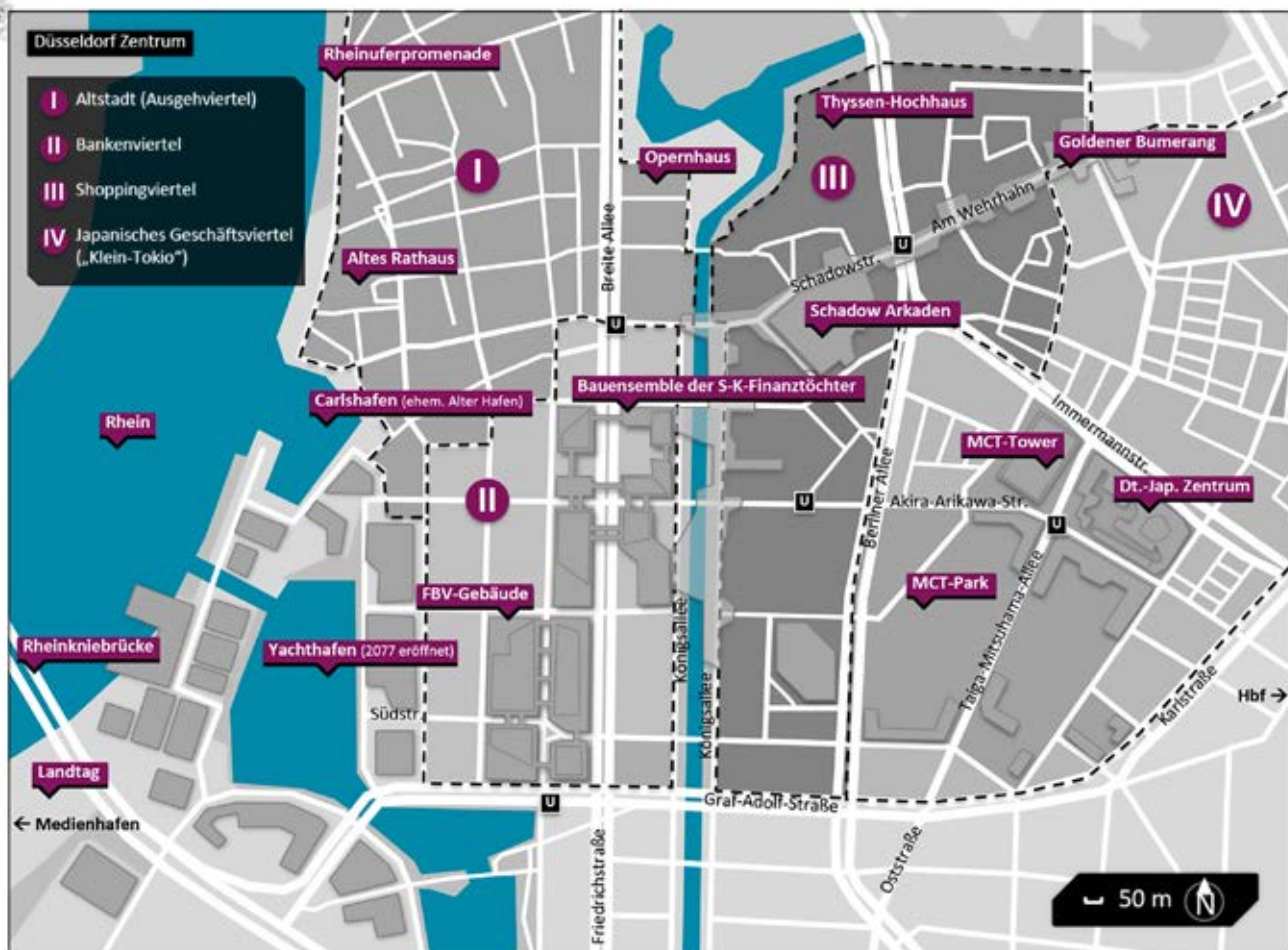 Düsseldorf Zentrum
I Altstadt (Ausgehviertel)
II Bankenviertel
III Shoppingviertel
IV Japanisches Geschäftsviertel
(„Klein-Tokio“)
Rheinuferpromenade
Thyssen-Hochhaus
Goldener Bumerang
Opernhaus
I
III
IV
Am Wehrhahn
U
Breite Allee
Altes Rathaus
Schadowstr.
Schadow Arkaden
U
Bauensemble der S-K-Finanztöchter
Carlshafen (ehem. Alter Hafen)
Rhein
Immermannstr.
MCT-Tower
Dt.-Jap. Zentrum
II
U
Berliner Allee
Akira-Arikawa-Str.
U
FBV-Gebäude
MCT-Park
Königsallee
Taiga-Mitsuhama-Allee
Rheinkniebrücke
Yachthafen (2077 eröffnet)
Königsallee
Karlstraße
Hbf →
Südstr.
Landtag
U
Graf-Adolf-Straße
← Medienhafen
Friedrichstraße
Oststraße
50 m
N